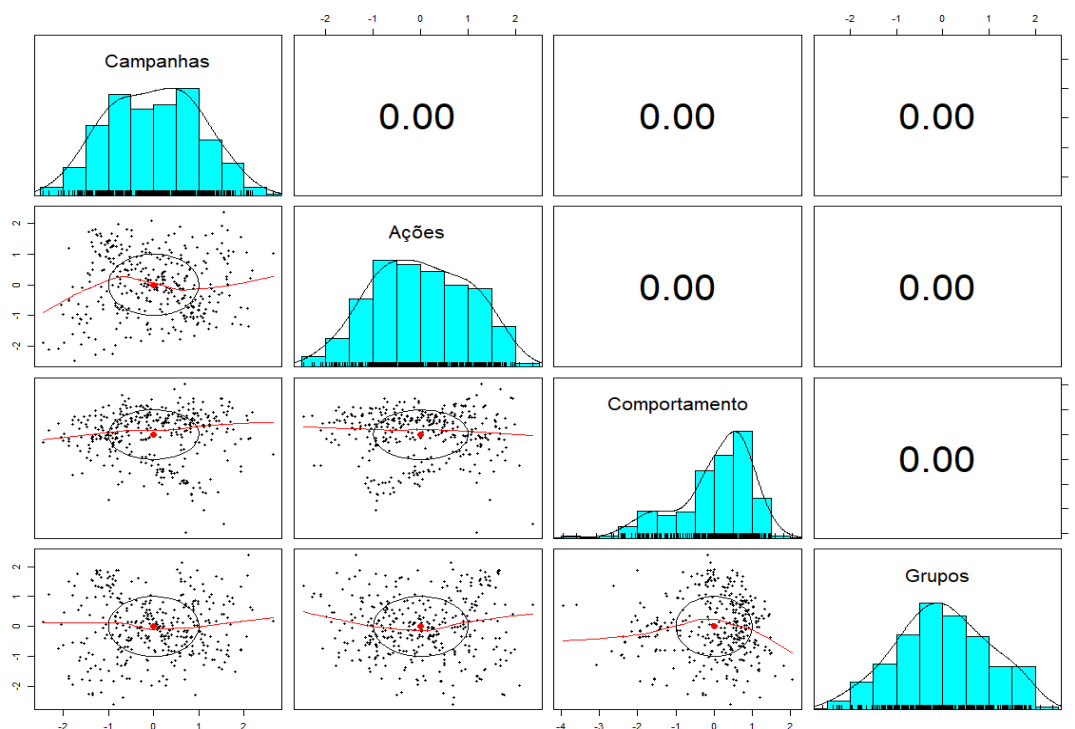 -2 -1 0 1 2 -2 -1 0 1 2
Campanhas
0.00 0.00 0.00
2 1 0 -1 -2
Ações
0.00 0.00
Comportamento
0.00
2 1 0 -1 -2
Grupos
-2 -1 0 1 2 -4 -3 -2 -1 0 1 2